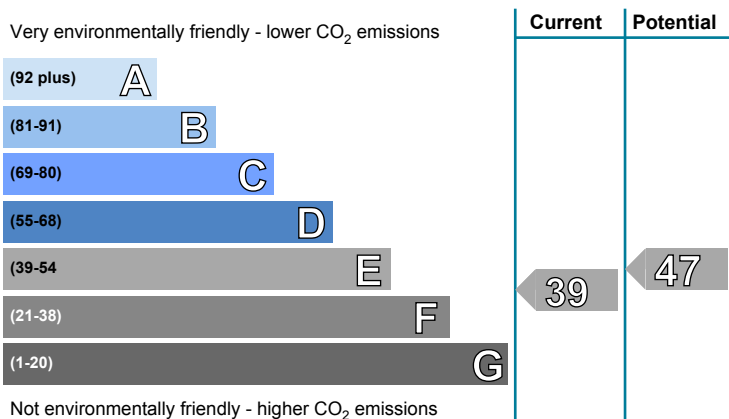 Very environmentally friendly - lower CO₂ emissions
Current
Potential
(92 plus) A
(81-91) B
(69-80) C
(55-68) D
(39-54 E
(21-38) F
(1-20) G
39
47
Not environmentally friendly - higher CO₂ emissions